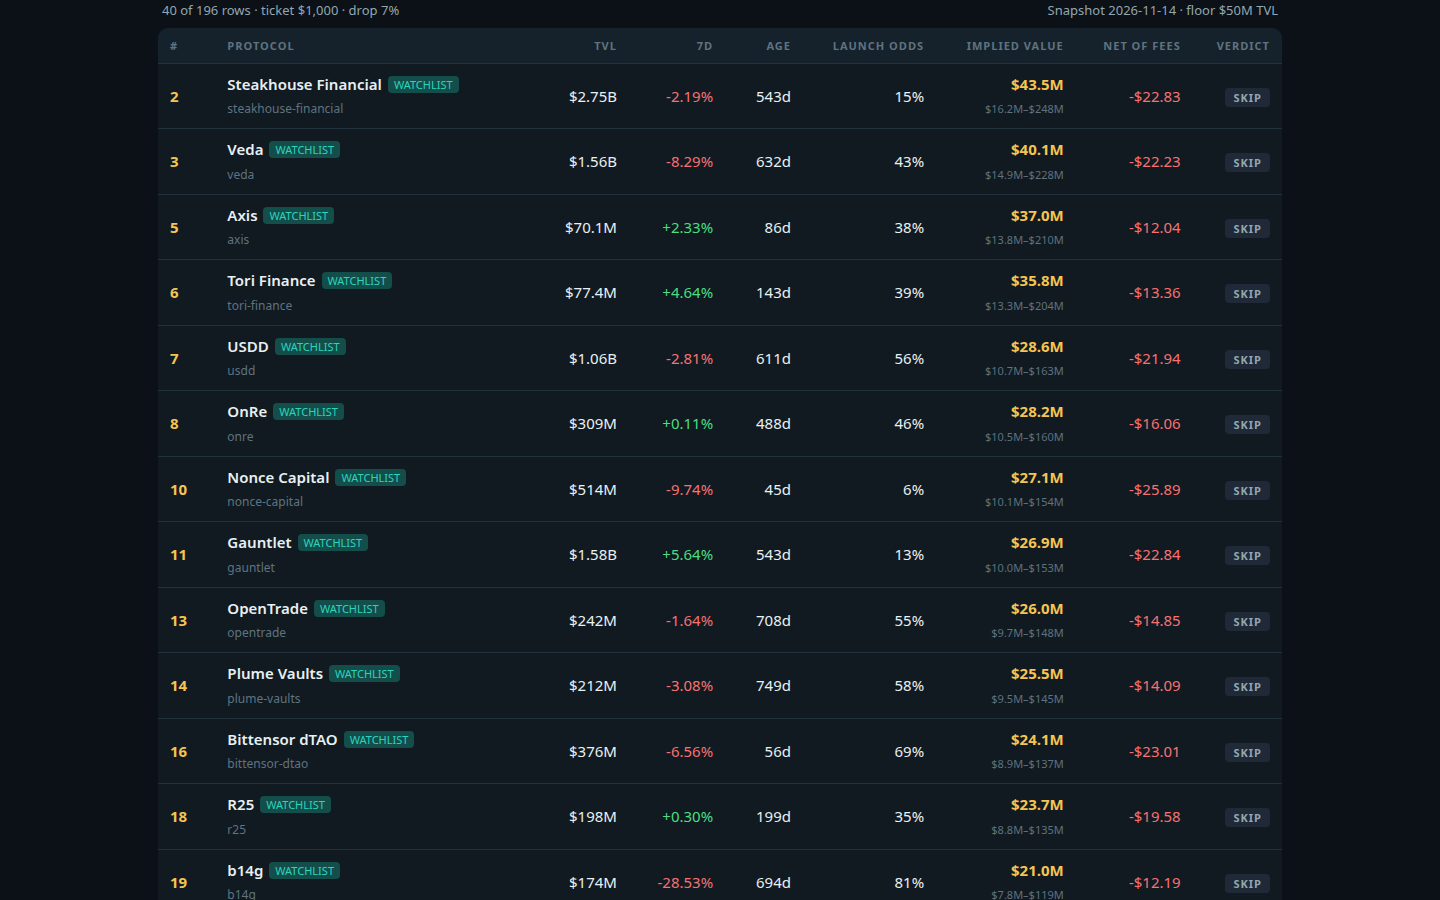 40 of 196 rows · ticket $1,000 · drop 7% Snapshot 2026-11-14 · floor $50M TVL
# PROTOCOL TVL 7D AGE LAUNCH ODDS IMPLIED VALUE NET OF FEES VERDICT
2 Steakhouse Financial WATCHLIST $2.75B -2.19% 543d 15% $43.5M -$22.83 SKIP
steakhouse-financial $16.2M–$248M
3 Veda WATCHLIST $1.56B -8.29% 632d 43% $40.1M -$22.23 SKIP
veda $14.9M–$228M
5 Axis WATCHLIST $70.1M +2.33% 86d 38% $37.0M -$12.04 SKIP
axis $13.8M–$210M
6 Tori Finance WATCHLIST $77.4M +4.64% 143d 39% $35.8M -$13.36 SKIP
tori-finance $13.3M–$204M
7 USDD WATCHLIST $1.06B -2.81% 611d 56% $28.6M -$21.94 SKIP
usdd $10.7M–$163M
8 OnRe WATCHLIST $309M +0.11% 488d 46% $28.2M -$16.06 SKIP
onre $10.5M–$160M
10 Nonce Capital WATCHLIST $514M -9.74% 45d 6% $27.1M -$25.89 SKIP
nonce-capital $10.1M–$154M
11 Gauntlet WATCHLIST $1.58B +5.64% 543d 13% $26.9M -$22.84 SKIP
gauntlet $10.0M–$153M
13 OpenTrade WATCHLIST $242M -1.64% 708d 55% $26.0M -$14.85 SKIP
opentrade $9.7M–$148M
14 Plume Vaults WATCHLIST $212M -3.08% 749d 58% $25.5M -$14.09 SKIP
plume-vaults $9.5M–$145M
16 Bittensor dTAO WATCHLIST $376M -6.56% 56d 69% $24.1M -$23.01 SKIP
bittensor-dtao $8.9M–$137M
18 R25 WATCHLIST $198M +0.30% 199d 35% $23.7M -$19.58 SKIP
r25 $8.8M–$135M
19 b14g WATCHLIST $174M -28.53% 694d 81% $21.0M -$12.19 SKIP
b14g $7.8M–$119M